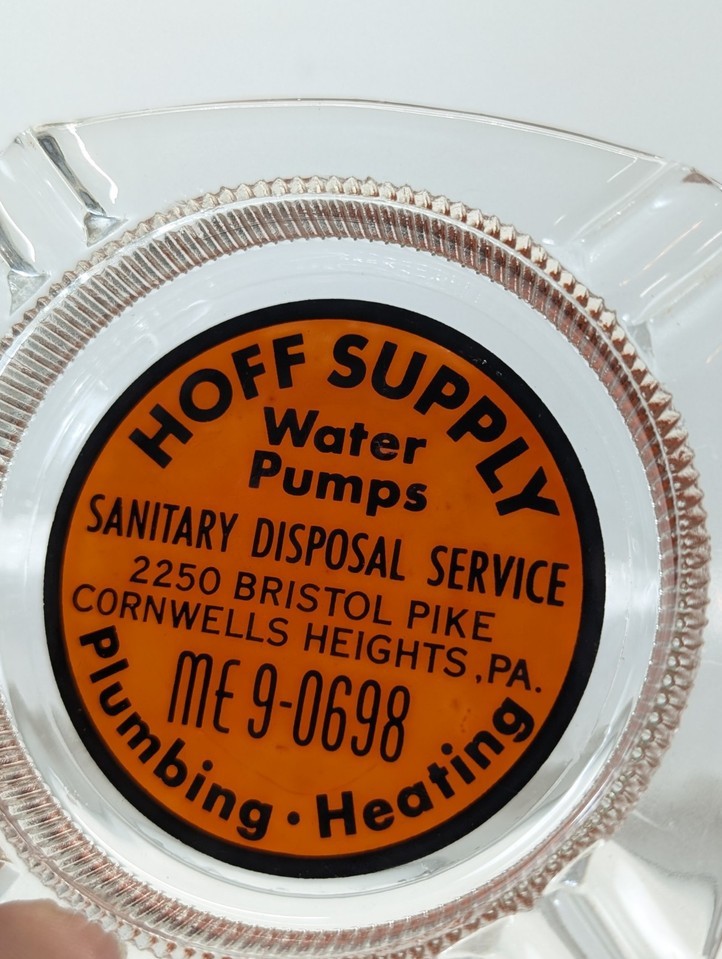 HOFF SUPPLY
Water
Pumps
SANITARY DISPOSAL SERVICE
2250 BRISTOL PIKE
CORNWELLS HEIGHTS, PA.
ME 9-0698
Plumbing · Heating